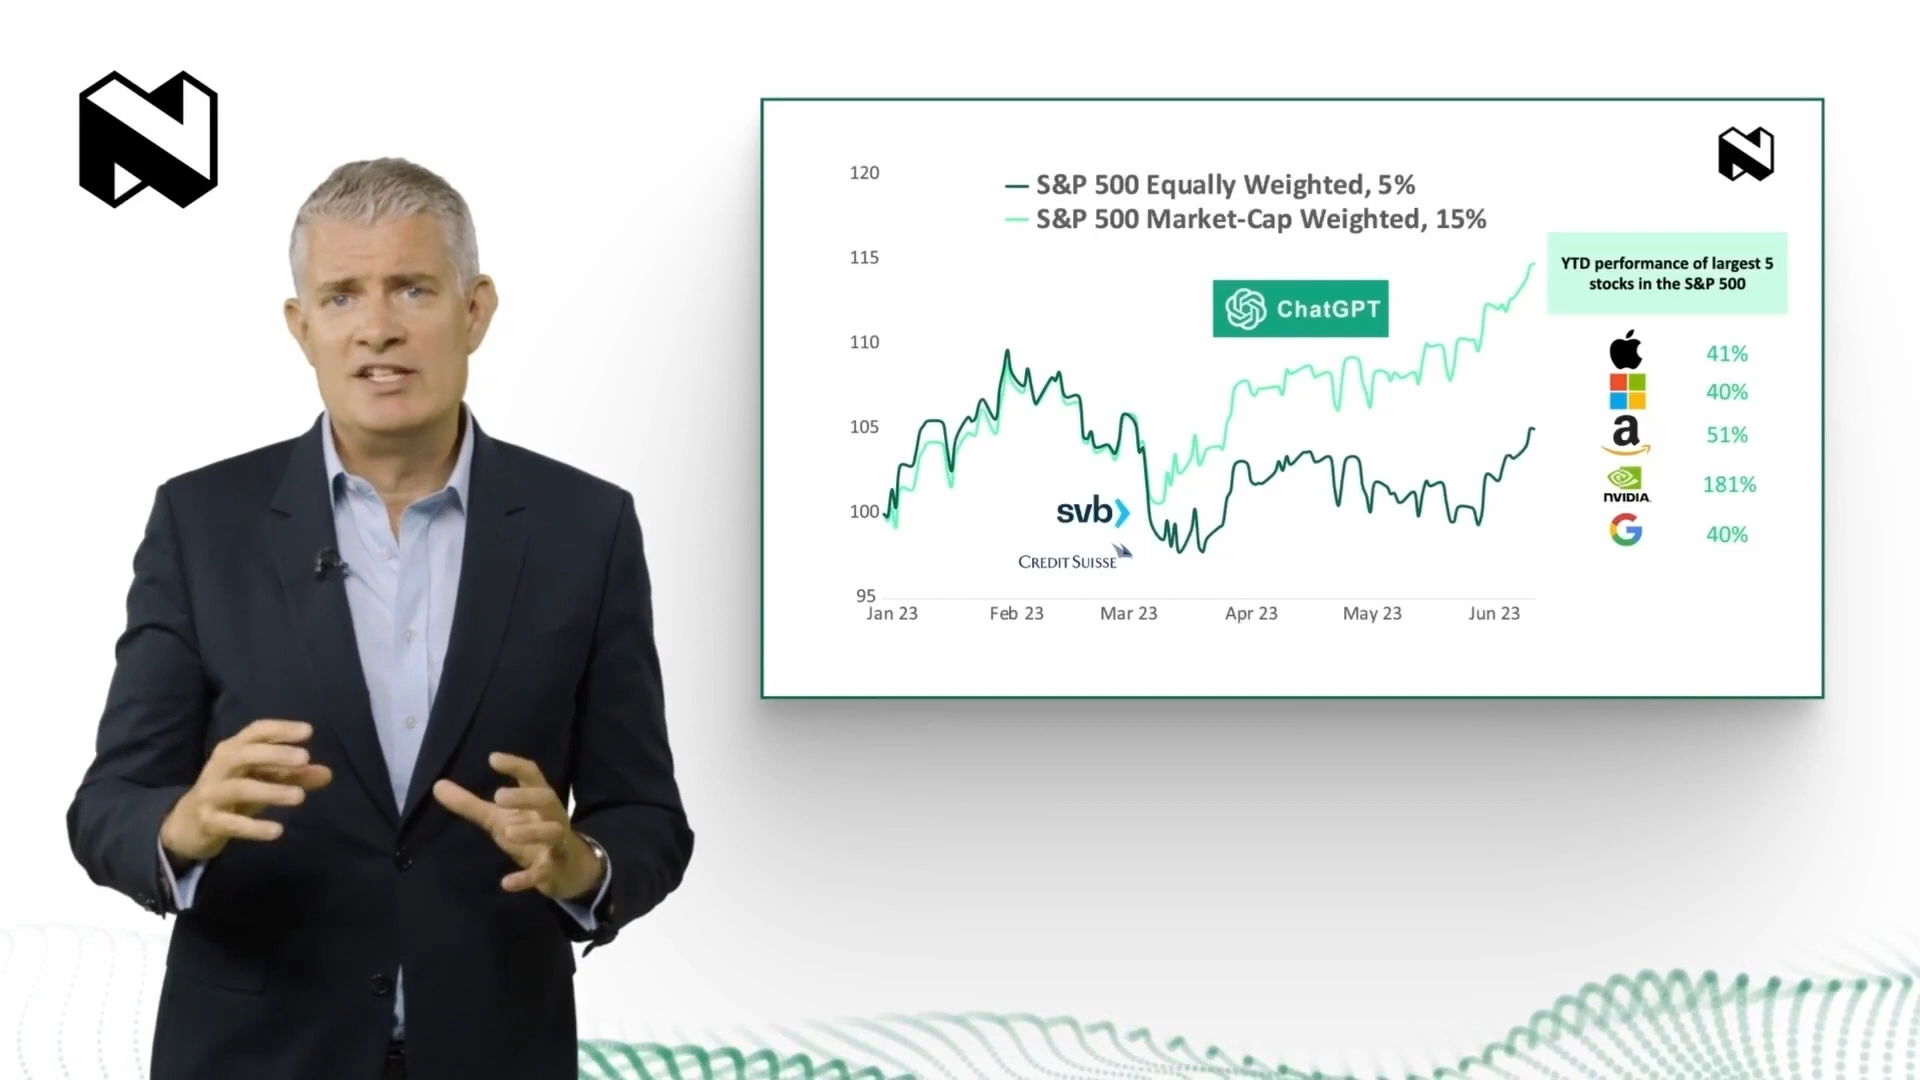 120
S&P 500 Equally Weighted, 5%
S&P 500 Market-Cap Weighted, 15%
115
YTD performance of largest 5
stocks in the S&P 500
ChatGPT
110
41%
40%
105
a
51%
NVIDIA.
181%
100
svb
G
40%
CREDIT SUISSE
95
Jan 23
Feb 23
Mar 23
Apr 23
May 23
Jun 23